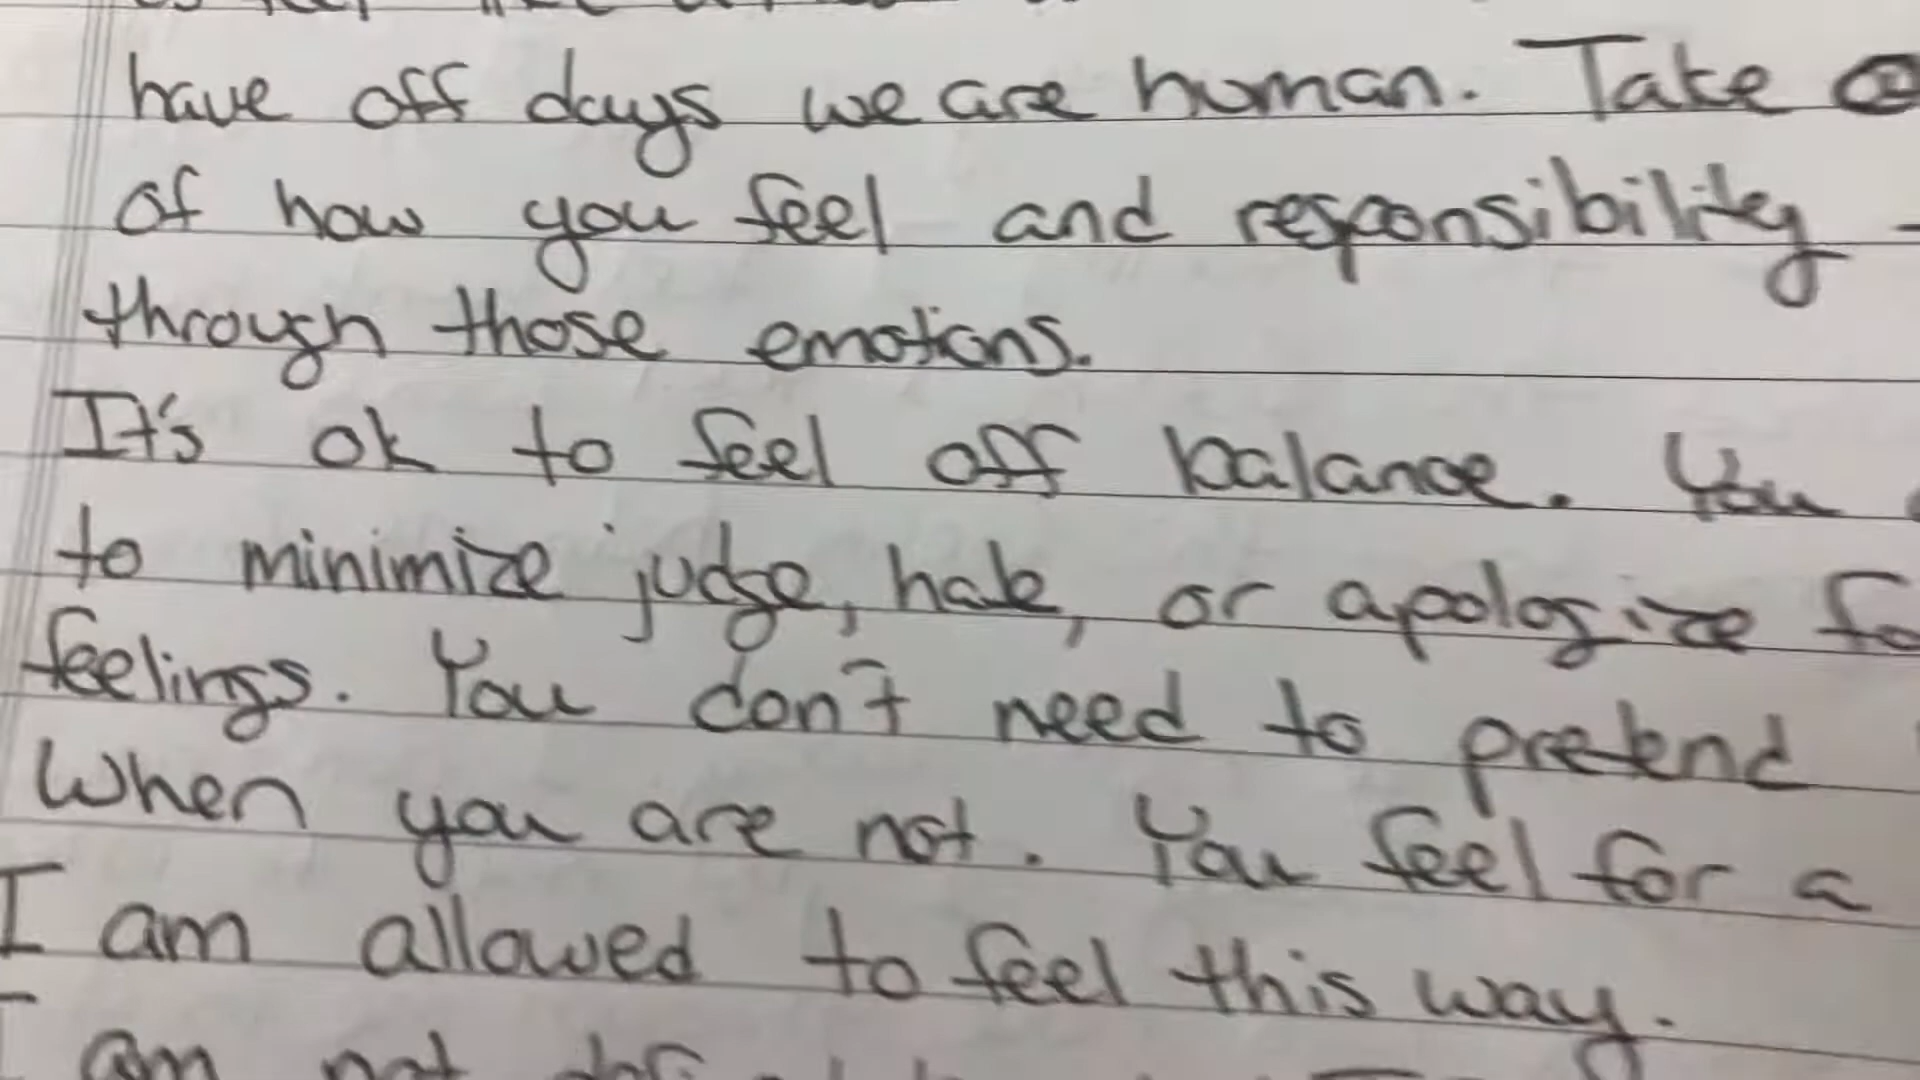 have off days we are human. Take
of how you feel and responsibility
through those emotions.
It's ok to feel off balance. You
to minimize judge, hate, or apologize
feelings. You don't need to pretend
When you are not. You feel for a
I am allowed to feel this way.
am not